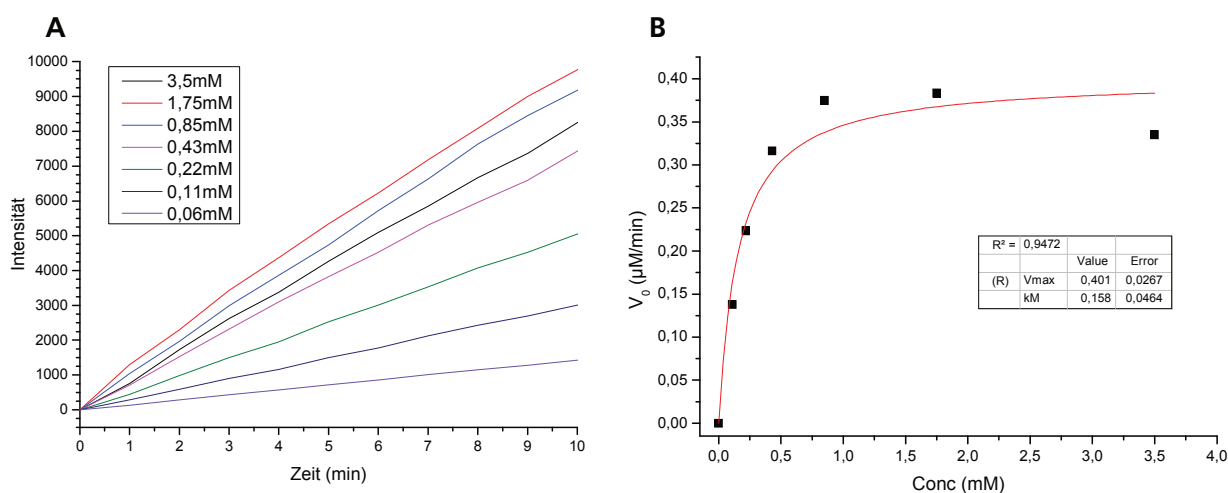 A
10000
9000
8000
7000
6000
5000
4000
3000
2000
1000
0
Intensität
3,5mM
1,75mM
0,85mM
0,43mM
0,22mM
0,11mM
0,06mM
0 1 2 3 4 5 6 7 8 9 10
Zeit (min)
B
0,40
0,35
0,30
0,25
0,20
0,15
0,10
0,05
0,00
V0 (µM/min)
R² = 0,9472
Value Error
(R) Vmax 0,401 0,0267
kM 0,158 0,0464
0,0 0,5 1,0 1,5 2,0 2,5 3,0 3,5 4,0
Conc (mM)